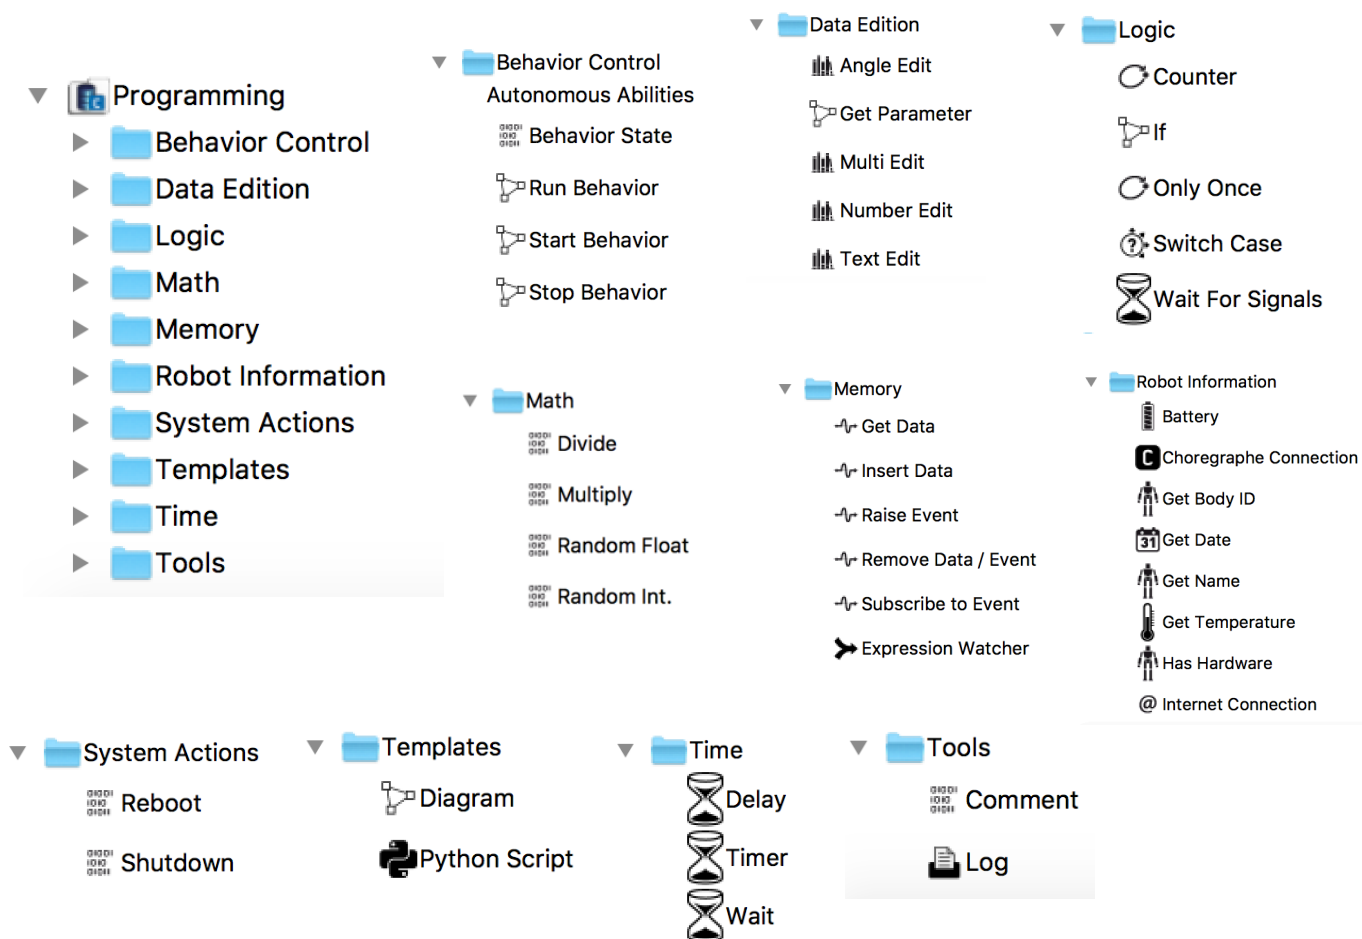 Programming
Behavior Control
Data Edition
Logic
Math
Memory
Robot Information
System Actions
Templates
Time
Tools
Behavior Control
Autonomous Abilities
Behavior State
Run Behavior
Start Behavior
Stop Behavior
Data Edition
Angle Edit
Get Parameter
Multi Edit
Number Edit
Text Edit
Logic
Counter
If
Only Once
Switch Case
Wait For Signals
Math
Divide
Multiply
Random Float
Random Int.
Memory
Get Data
Insert Data
Raise Event
Remove Data / Event
Subscribe to Event
Expression Watcher
Robot Information
Battery
Choregraphe Connection
Get Body ID
Get Date
Get Name
Get Temperature
Has Hardware
Internet Connection
System Actions
Reboot
Shutdown
Templates
Diagram
Python Script
Time
Delay
Timer
Wait
Tools
Comment
Log